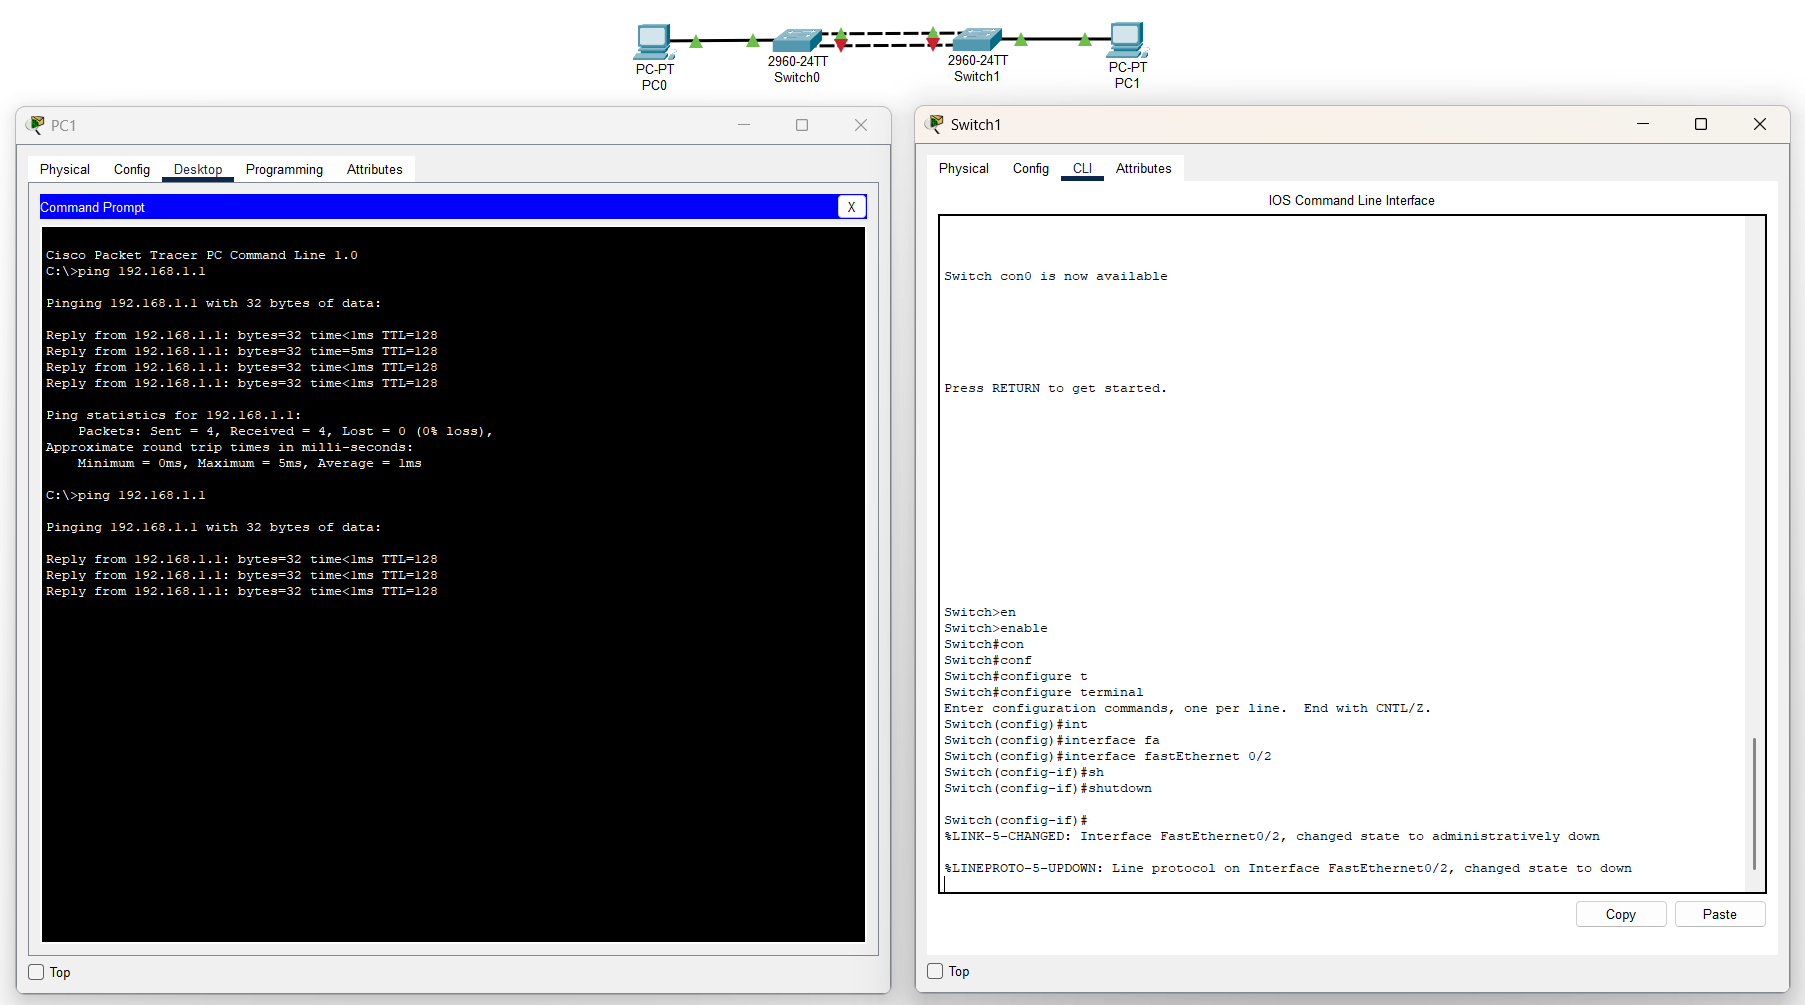 PC-PT
PC0
2960-24TT
Switch0
2960-24TT
Switch1
PC-PT
PC1
PC1
Physical
Config
Desktop
Programming
Attributes
Command Prompt
X
Cisco Packet Tracer PC Command Line 1.0
C:\>ping 192.168.1.1
Pinging 192.168.1.1 with 32 bytes of data:
Reply from 192.168.1.1: bytes=32 time<1ms TTL=128
Reply from 192.168.1.1: bytes=32 time=5ms TTL=128
Reply from 192.168.1.1: bytes=32 time<1ms TTL=128
Reply from 192.168.1.1: bytes=32 time<1ms TTL=128
Ping statistics for 192.168.1.1:
Packets: Sent = 4, Received = 4, Lost = 0 (0% loss),
Approximate round trip times in milli-seconds:
Minimum = 0ms, Maximum = 5ms, Average = 1ms
C:\>ping 192.168.1.1
Pinging 192.168.1.1 with 32 bytes of data:
Reply from 192.168.1.1: bytes=32 time<1ms TTL=128
Reply from 192.168.1.1: bytes=32 time<1ms TTL=128
Reply from 192.168.1.1: bytes=32 time<1ms TTL=128
Top
Switch1
Physical
Config
CLI
Attributes
IOS Command Line Interface
Switch con0 is now available
Press RETURN to get started.
Switch>en
Switch>enable
Switch#con
Switch#conf
Switch#configure t
Switch#configure terminal
Enter configuration commands, one per line.  End with CNTL/Z.
Switch(config)#int
Switch(config)#interface fa
Switch(config)#interface fastEthernet 0/2
Switch(config-if)#sh
Switch(config-if)#shutdown
Switch(config-if)#
%LINK-5-CHANGED: Interface FastEthernet0/2, changed state to administratively down
%LINEPROTO-5-UPDOWN: Line protocol on Interface FastEthernet0/2, changed state to down
Copy
Paste
Top